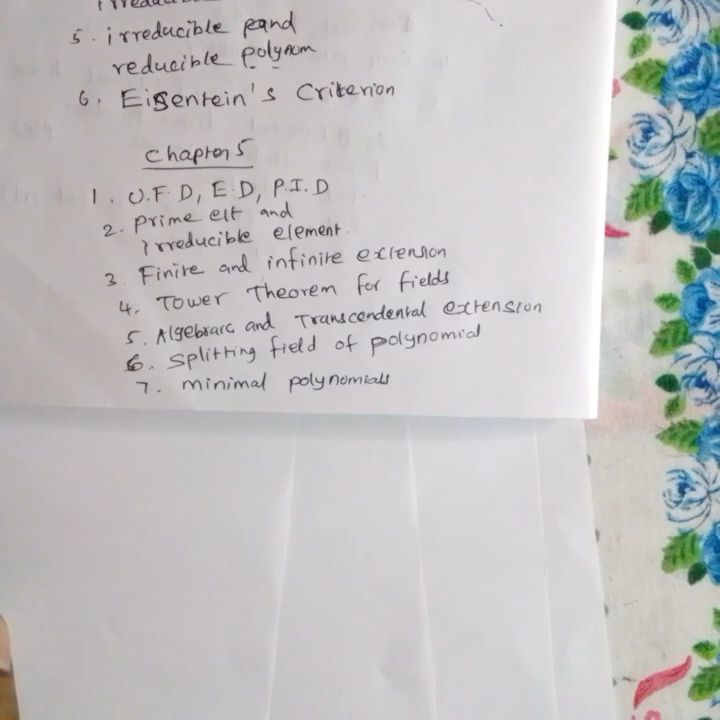 5. irreducible and
reducible polynom
6. Eisentein's Criterion
Chapter 5
1. U.F.D, E.D, P.I.D
2. Prime elt and
irreducible element.
3 Finite and infinite extension
4. Tower Theorem for fields
5. Algebraic and Transcendental extension
6. splitting field of polynomial
7. minimal polynomials